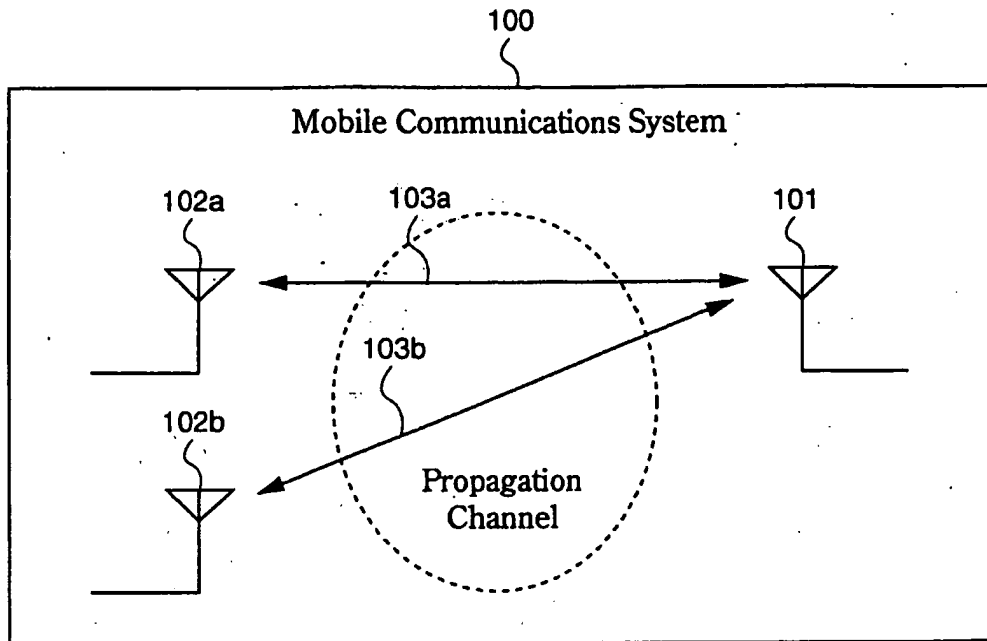 100
Mobile Communications System
102a
103a
101
103b
102b
Propagation
Channel